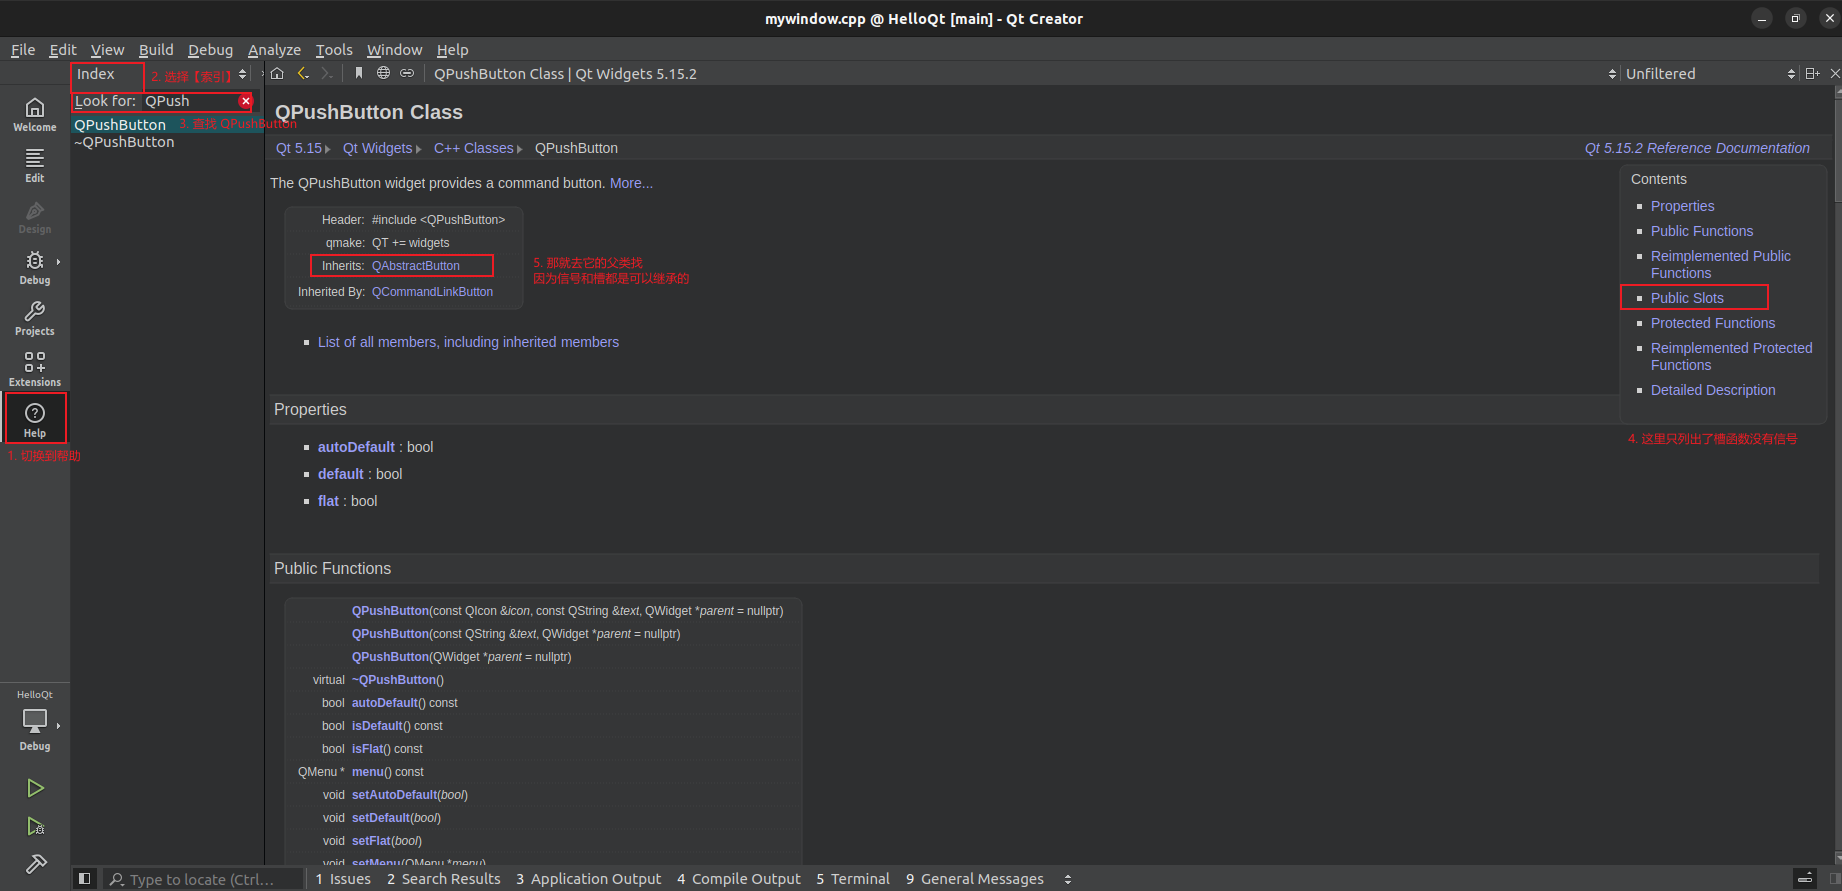 mywindow.cpp @ HelloQt [main] - Qt Creator
File Edit View Build Debug Analyze Tools Window Help
Index
2. 选择【索引】
QPushButton Class | Qt Widgets 5.15.2
Unfiltered
Look for: QPush
QPushButton
3. 查找 QPushButton
~QPushButton
Welcome
Edit
Design
Debug
Projects
Extensions
Help
1. 切换到帮助
HelloQt
Debug
QPushButton Class
Qt 5.15 Qt Widgets C++ Classes QPushButton
Qt 5.15.2 Reference Documentation
The QPushButton widget provides a command button. More...
Header: #include <QPushButton>
qmake: QT += widgets
Inherits: QAbstractButton
Inherited By: QCommandLinkButton
5. 那就去它的父类找
因为信号和槽都是可以继承的
List of all members, including inherited members
Contents
Properties
Public Functions
Reimplemented Public
Functions
Public Slots
Protected Functions
Reimplemented Protected
Functions
Detailed Description
4. 这里只列出了槽函数没有信号
Properties
autoDefault : bool
default : bool
flat : bool
Public Functions
QPushButton(const QIcon &icon, const QString &text, QWidget *parent = nullptr)
QPushButton(const QString &text, QWidget *parent = nullptr)
QPushButton(QWidget *parent = nullptr)
virtual ~QPushButton()
bool autoDefault() const
bool isDefault() const
bool isFlat() const
QMenu * menu() const
void setAutoDefault(bool)
void setDefault(bool)
void setFlat(bool)
void setMenu(QMenu *menu)
Type to locate (Ctrl...
1 Issues 2 Search Results 3 Application Output 4 Compile Output 5 Terminal 9 General Messages